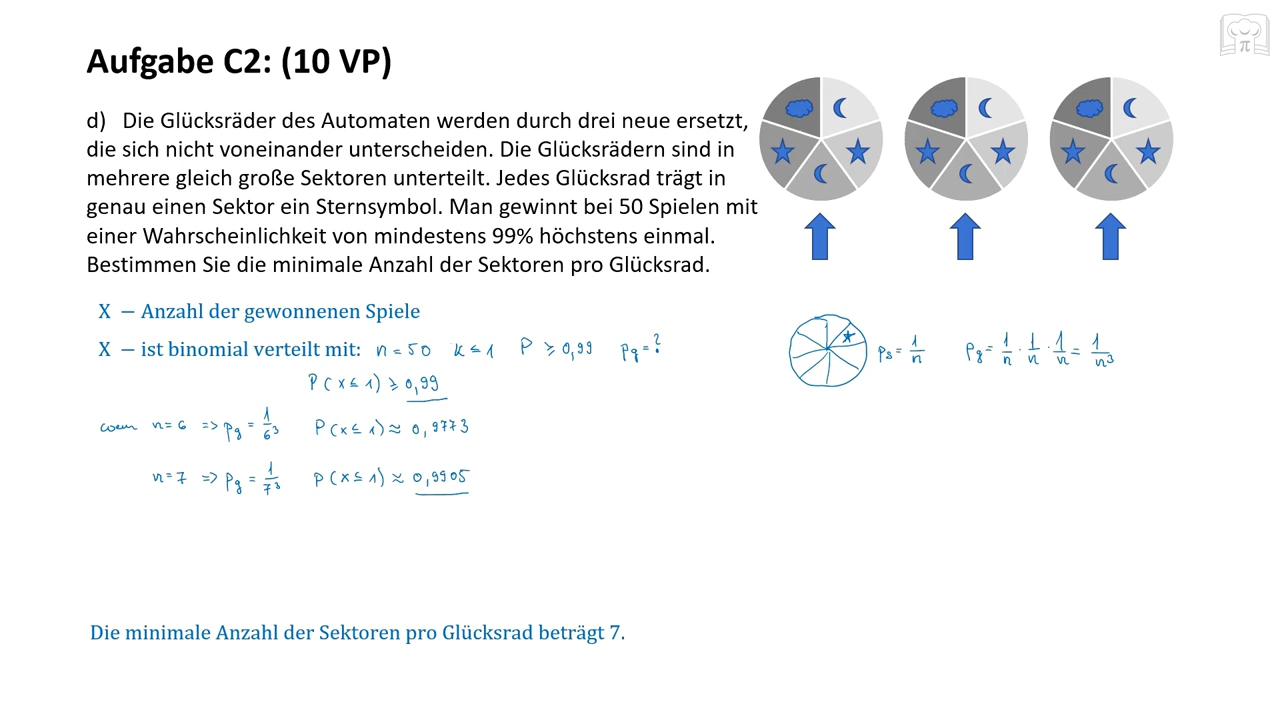 Aufgabe C2: (10 VP)
d) Die Glücksräder des Automaten werden durch drei neue ersetzt,
die sich nicht voneinander unterscheiden. Die Glücksrädern sind in
mehrere gleich große Sektoren unterteilt. Jedes Glücksrad trägt in
genau einen Sektor ein Sternsymbol. Man gewinnt bei 50 Spielen mit
einer Wahrscheinlichkeit von mindestens 99% höchstens einmal.
Bestimmen Sie die minimale Anzahl der Sektoren pro Glücksrad.
X – Anzahl der gewonnenen Spiele
X – ist binomial verteilt mit: n = 50 k ≤ 1 P ≥ 0,99 pg = ?
ps = 1/n pg = 1/n · 1/n · 1/n = 1/n³
P(x ≤ 1) ≥ 0,99
n = 6 => pg = 1/6³ P(x ≤ 1) ≈ 0,9773
n = 7 => pg = 1/7³ P(x ≤ 1) ≈ 0,9905
Die minimale Anzahl der Sektoren pro Glücksrad beträgt 7.
π